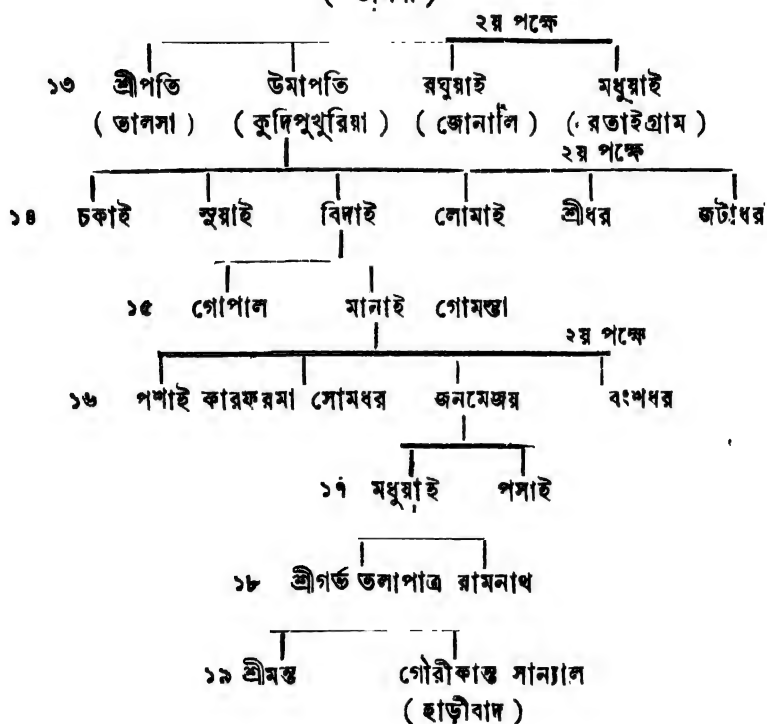 ২য় পক্ষে
১৩ শ্রীপতি উমাপতি রঘুয়াই মধুয়াই
( তালসা ) ( কুদিপুখুরিয়া ) ( জোনালি ) ( রতাইগ্রাম )
২য় পক্ষে
১৪ চকাই সুয়াই বিদাই লোমাই শ্রীধর জটাধর
১৫ গোপাল মানাই গোমস্তা
২য় পক্ষে
১৬ পশাই কারফরমা সোমধর জনমেজয় বংশধর
১৭ মধুয়াই পসাই
১৮ শ্রীগর্ভ তলাপাত্র রামনাথ
১৯ শ্রীমন্ত গৌরীকান্ত সান্যাল
( হাড়ীবাদ )